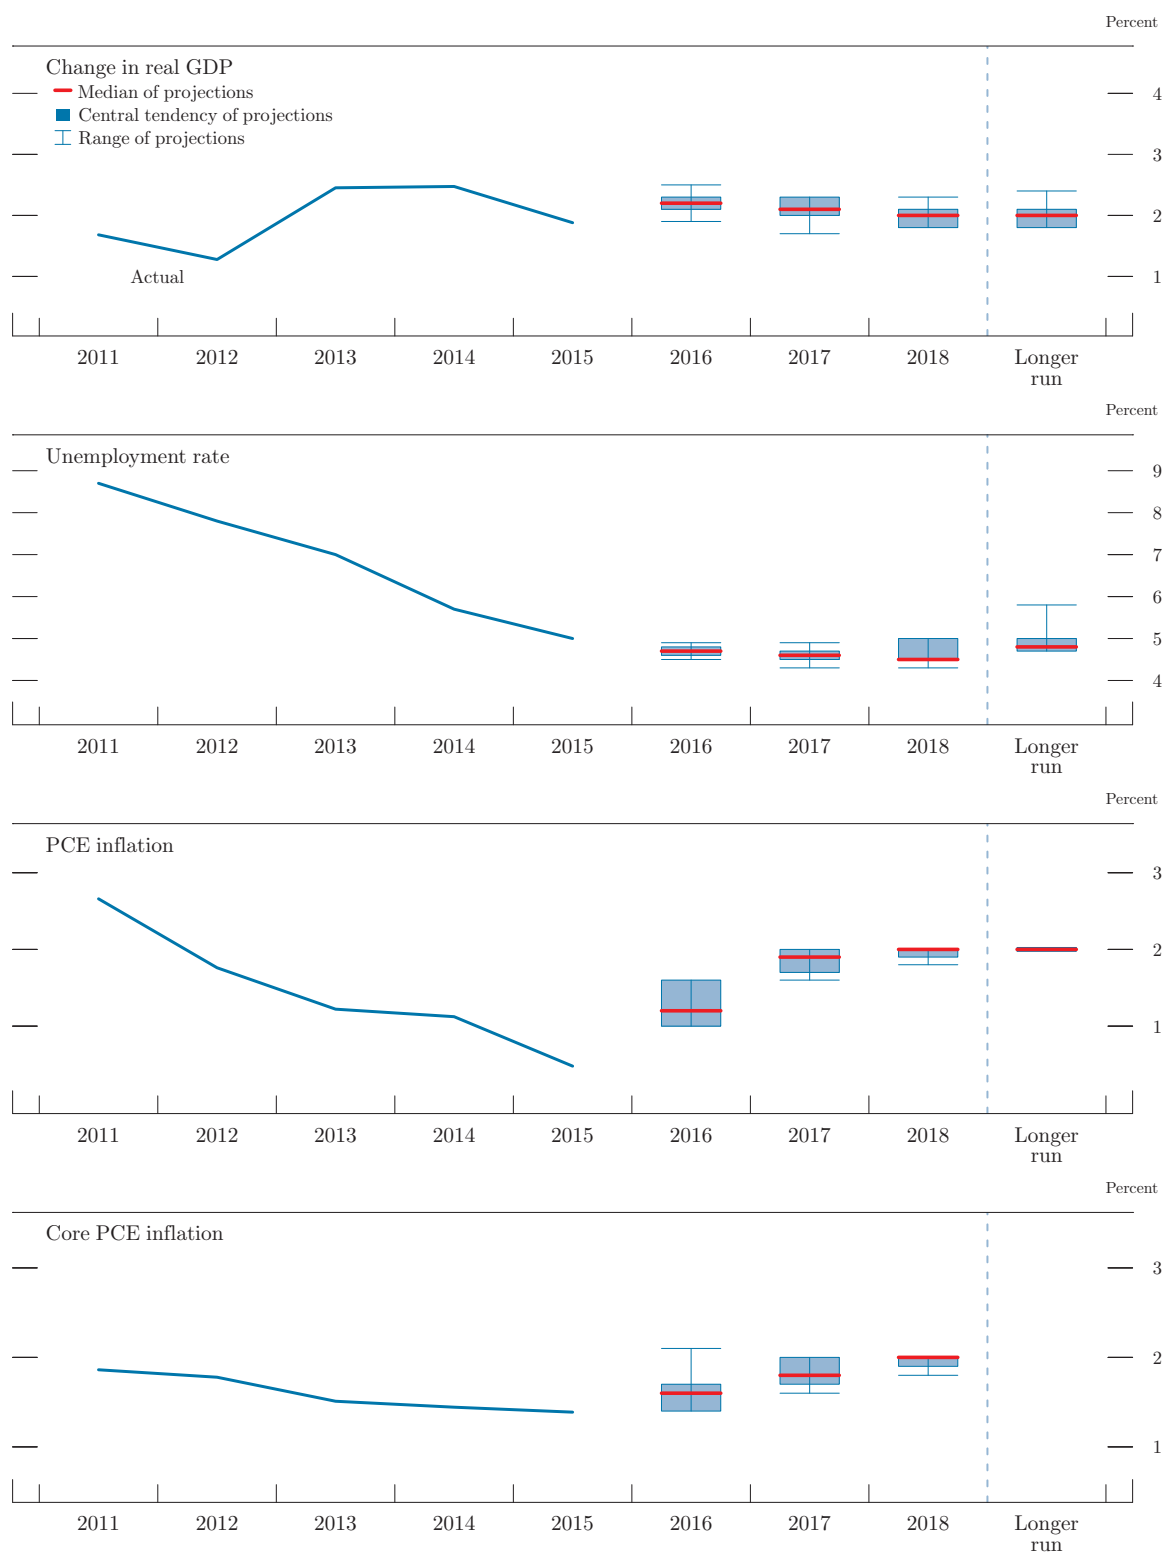 Percent
Change in real GDP
Median of projections
Central tendency of projections
Range of projections
Actual
4
3
2
1
2011 2012 2013 2014 2015 2016 2017 2018 Longer
run
Percent
Unemployment rate
9
8
7
6
5
4
2011 2012 2013 2014 2015 2016 2017 2018 Longer
run
Percent
PCE inflation
3
2
1
2011 2012 2013 2014 2015 2016 2017 2018 Longer
run
Percent
Core PCE inflation
3
2
1
2011 2012 2013 2014 2015 2016 2017 2018 Longer
run